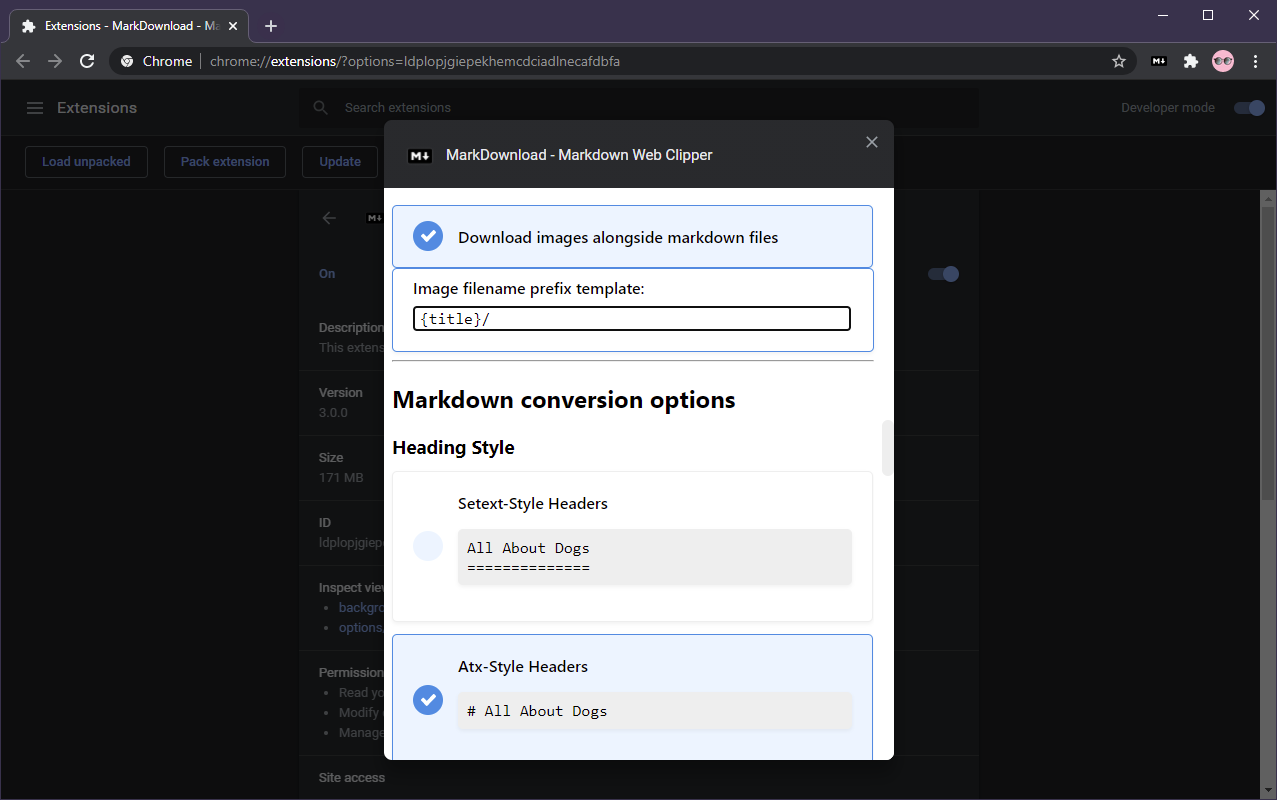 Extensions - MarkDownload - Ma
Chrome
chrome://extensions/?options=ldplopjgiepekhemcdciadlnecafdbfa
M↓
Extensions
Search extensions
Developer mode
Load unpacked
Pack extension
Update
M↓
MarkDownload - Markdown Web Clipper
M↓
On
Description
This extens
Version
3.0.0
Size
171 MB
ID
ldplopjgiep
Inspect view
backgro
options
Permission
Read yo
Modify
Manage
Site access
Download images alongside markdown files
Image filename prefix template:
{title}/
Markdown conversion options
Heading Style
Setext-Style Headers
All About Dogs
==============
Atx-Style Headers
# All About Dogs